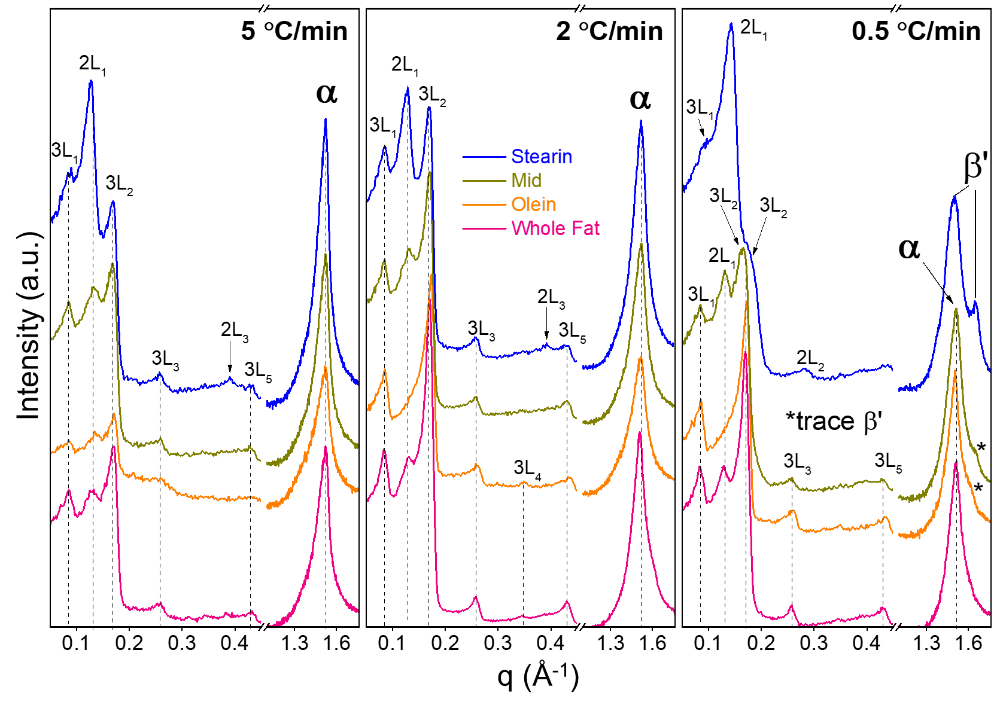 5 °C/min
2L₁
3L₁
3L₂
α
3L₃
2L₃
3L₅
2 °C/min
2L₁
3L₂
3L₁
α
Stearin
Mid
Olein
Whole Fat
2L₃
3L₃
3L₅
3L₄
0.5 °C/min
2L₁
3L₁
β'
3L₂
3L₂
2L₁
α
3L₁
2L₂
*trace β'
*
*
3L₃
3L₅
Intensity (a.u.)
0.1 0.2 0.3 0.4 1.3 1.6
0.1 0.2 0.3 0.4 1.3 1.6
0.1 0.2 0.3 0.4 1.3 1.6
q (Å⁻¹)